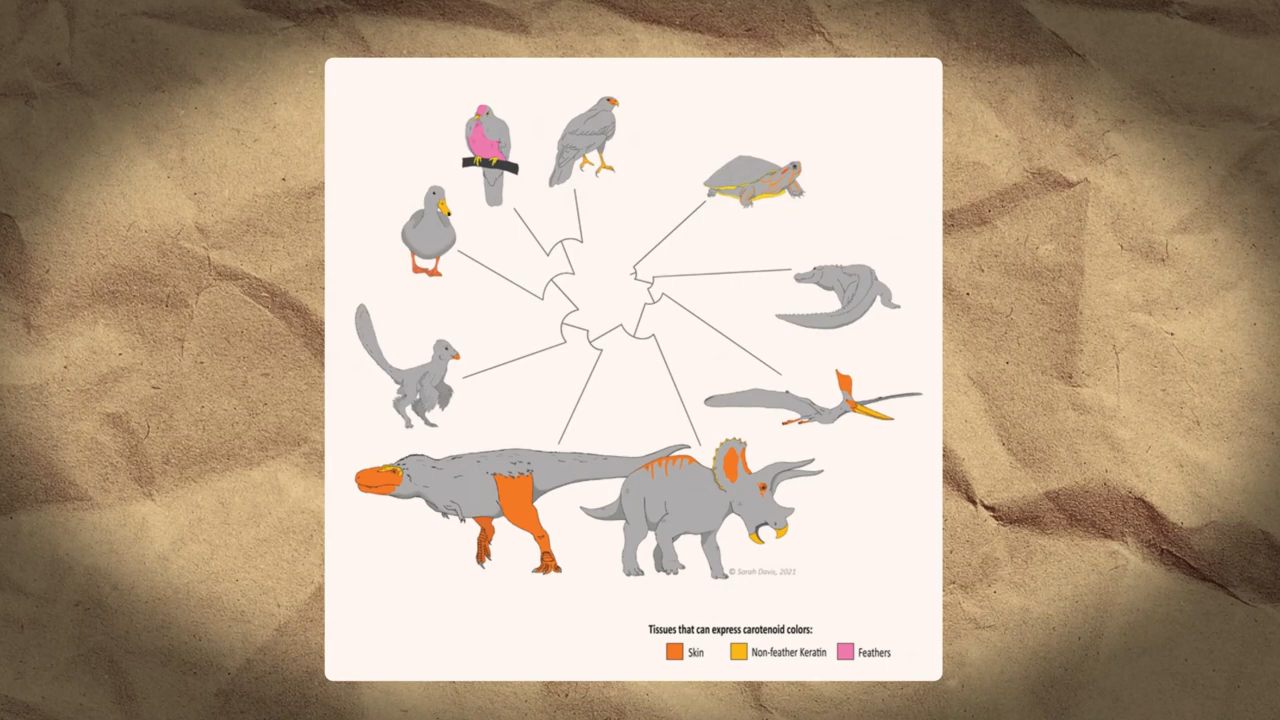 © Sarah Davis, 2021
Tissues that can express carotenoid colors:
Skin Non-feather Keratin Feathers